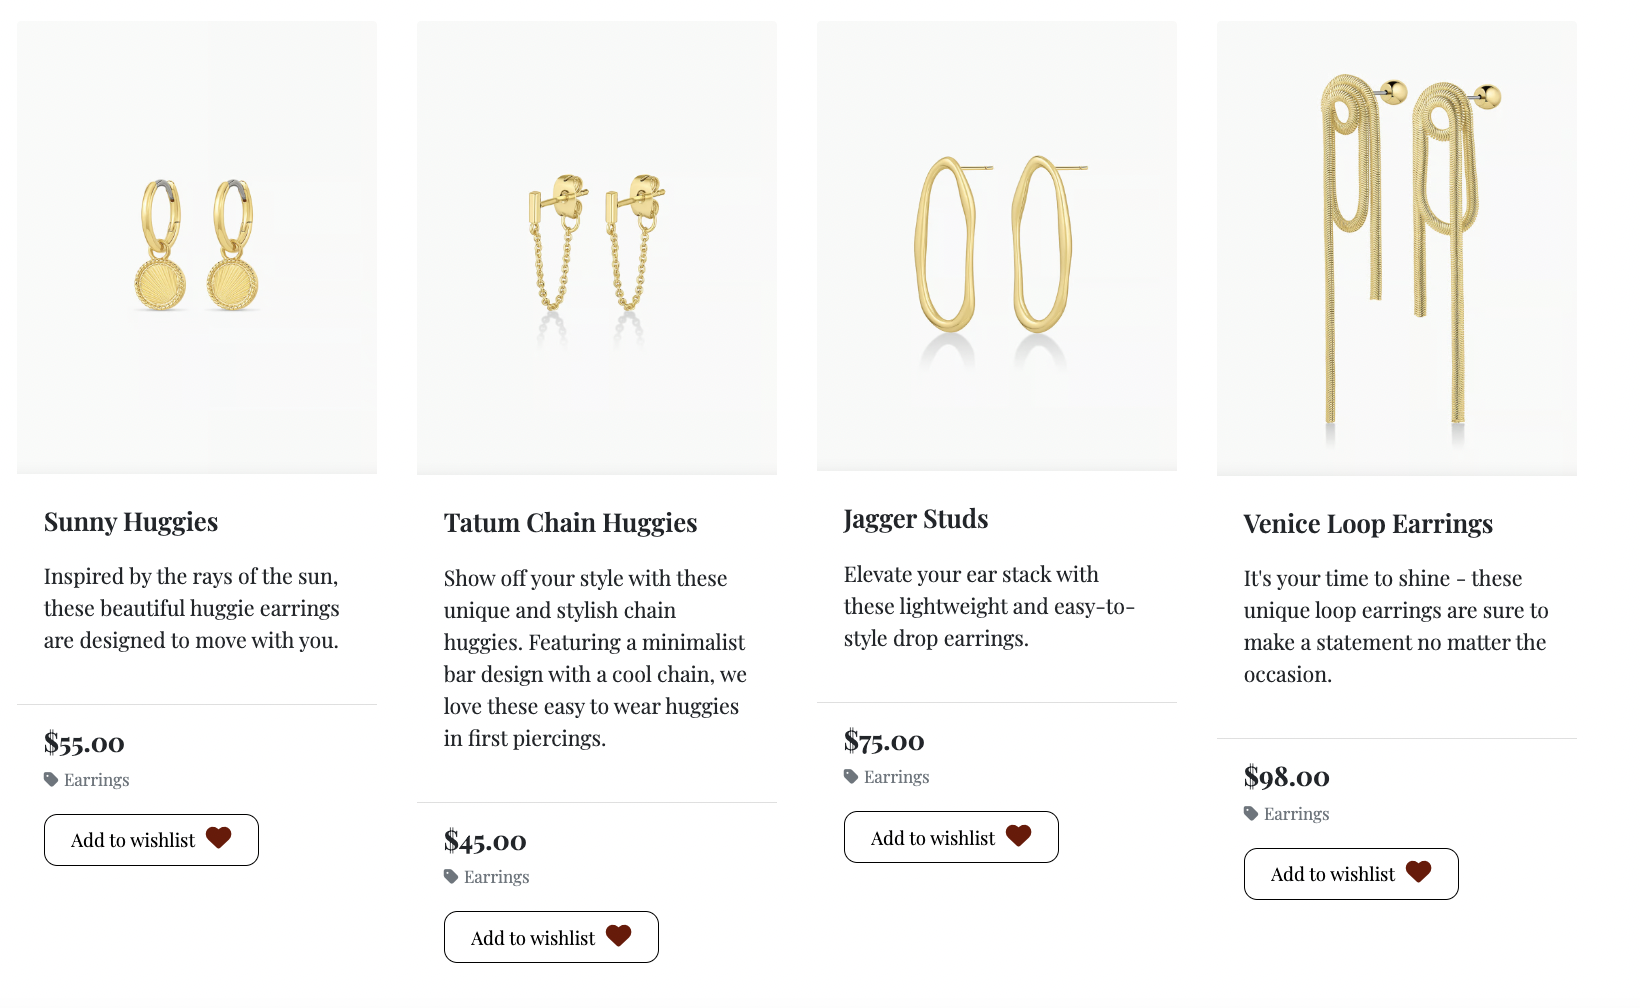 Sunny Huggies
Inspired by the rays of the sun,
these beautiful huggie earrings
are designed to move with you.
$55.00
Earrings
Add to wishlist
Tatum Chain Huggies
Show off your style with these
unique and stylish chain
huggies. Featuring a minimalist
bar design with a cool chain, we
love these easy to wear huggies
in first piercings.
$45.00
Earrings
Add to wishlist
Jagger Studs
Elevate your ear stack with
these lightweight and easy-to-
style drop earrings.
$75.00
Earrings
Add to wishlist
Venice Loop Earrings
It's your time to shine - these
unique loop earrings are sure to
make a statement no matter the
occasion.
$98.00
Earrings
Add to wishlist